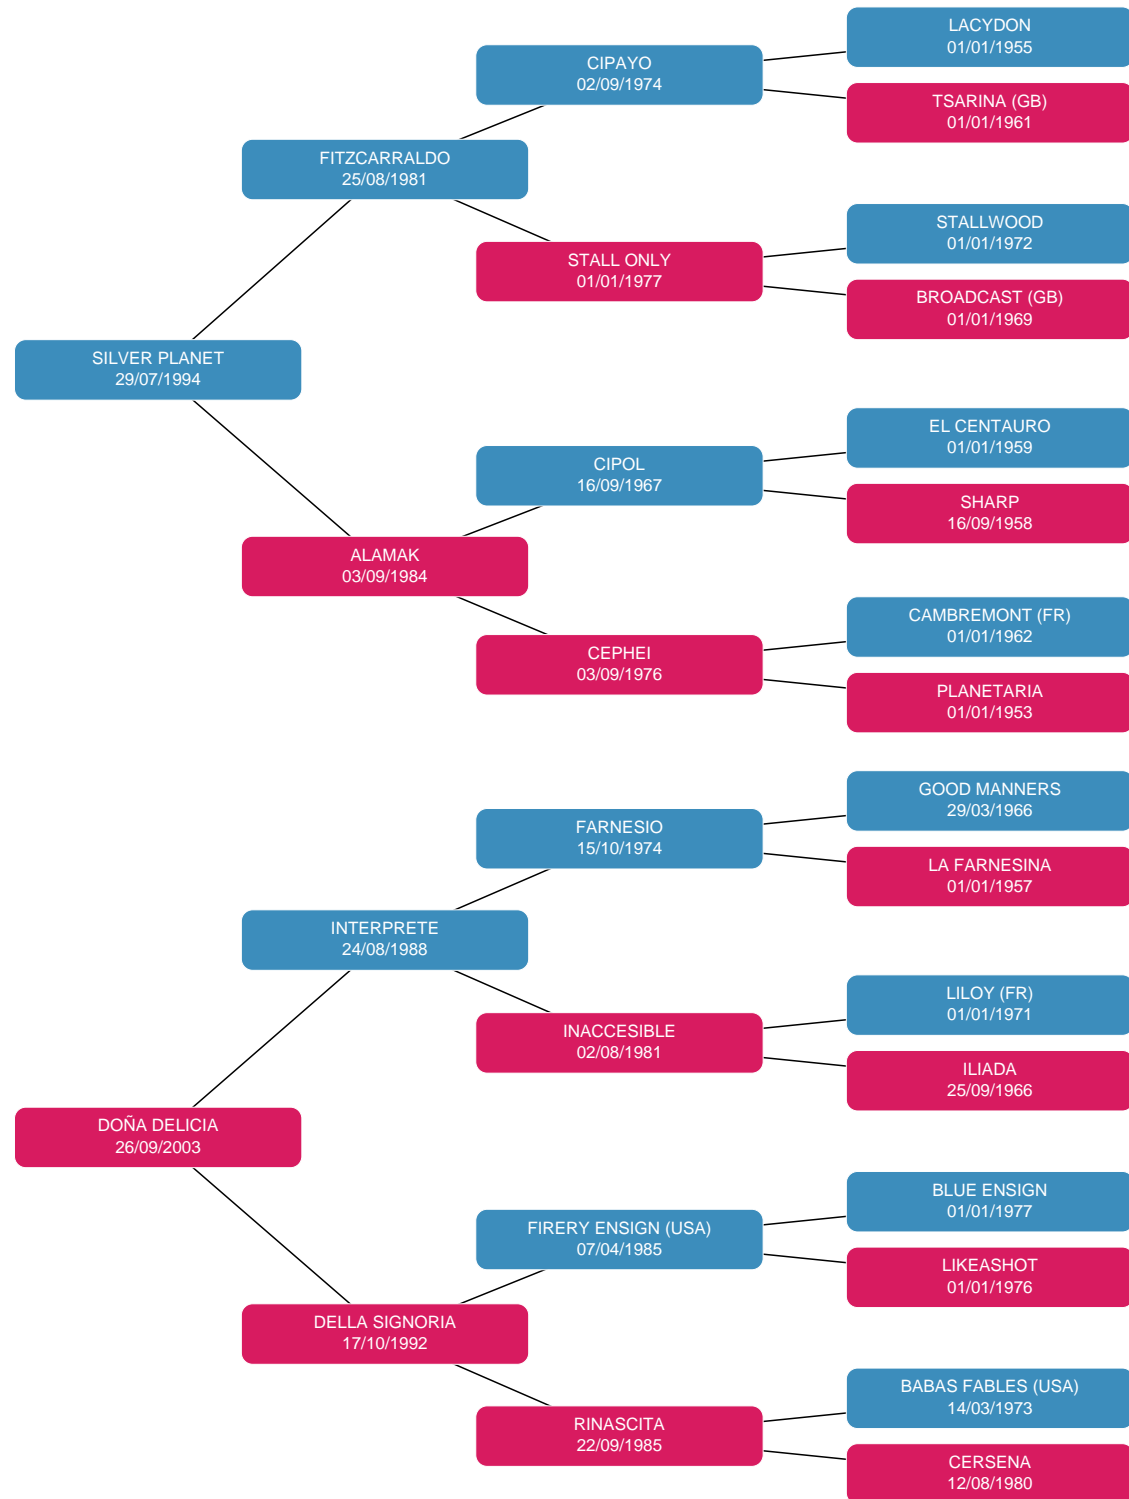 LACYDON
01/01/1955
CIPAYO
02/09/1974
TSARINA (GB)
01/01/1961
FITZCARRALDO
25/08/1981
STALLWOOD
01/01/1972
STALL ONLY
01/01/1977
BROADCAST (GB)
01/01/1969
SILVER PLANET
29/07/1994
EL CENTAURO
01/01/1959
CIPOL
16/09/1967
SHARP
16/09/1958
ALAMAK
03/09/1984
CAMBREMONT (FR)
01/01/1962
CEPHEI
03/09/1976
PLANETARIA
01/01/1953
GOOD MANNERS
29/03/1966
FARNESIO
15/10/1974
LA FARNESINA
01/01/1957
INTERPRETE
24/08/1988
LILOY (FR)
01/01/1971
INACCESIBLE
02/08/1981
ILIADA
25/09/1966
DOÑA DELICIA
26/09/2003
BLUE ENSIGN
01/01/1977
FIRERY ENSIGN (USA)
07/04/1985
LIKEASHOT
01/01/1976
DELLA SIGNORIA
17/10/1992
BABAS FABLES (USA)
14/03/1973
RINASCITA
22/09/1985
CERSENA
12/08/1980